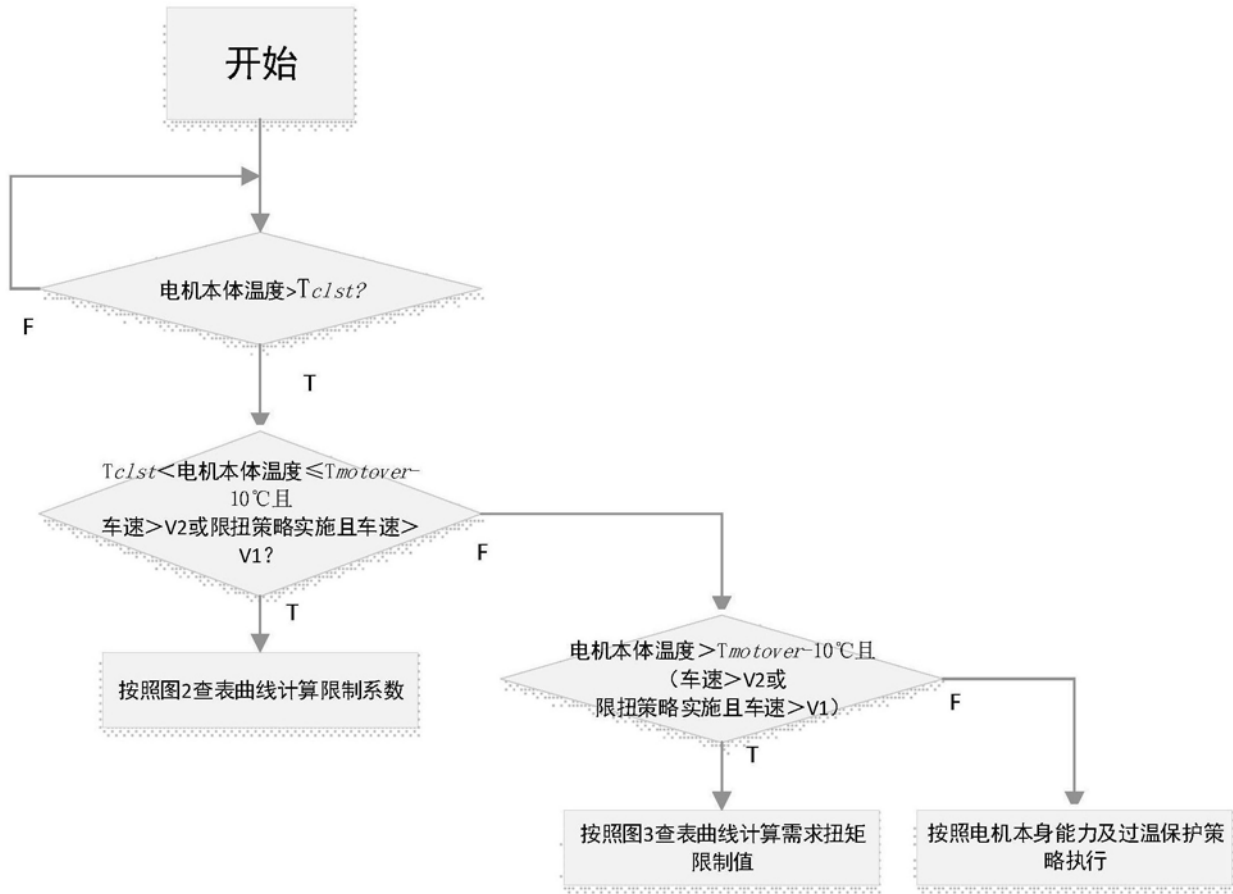 开始
电机本体温度>Tclst?
F
T
Tclst＜电机本体温度≤Tmotover-
10℃且
车速＞V2或限扭策略实施且车速＞
V1？
F
T
按照图2查表曲线计算限制系数
电机本体温度＞Tmotover-10℃且
（车速＞V2或
限扭策略实施且车速＞V1）
F
T
按照图3查表曲线计算需求扭矩
限制值
按照电机本身能力及过温保护策
略执行